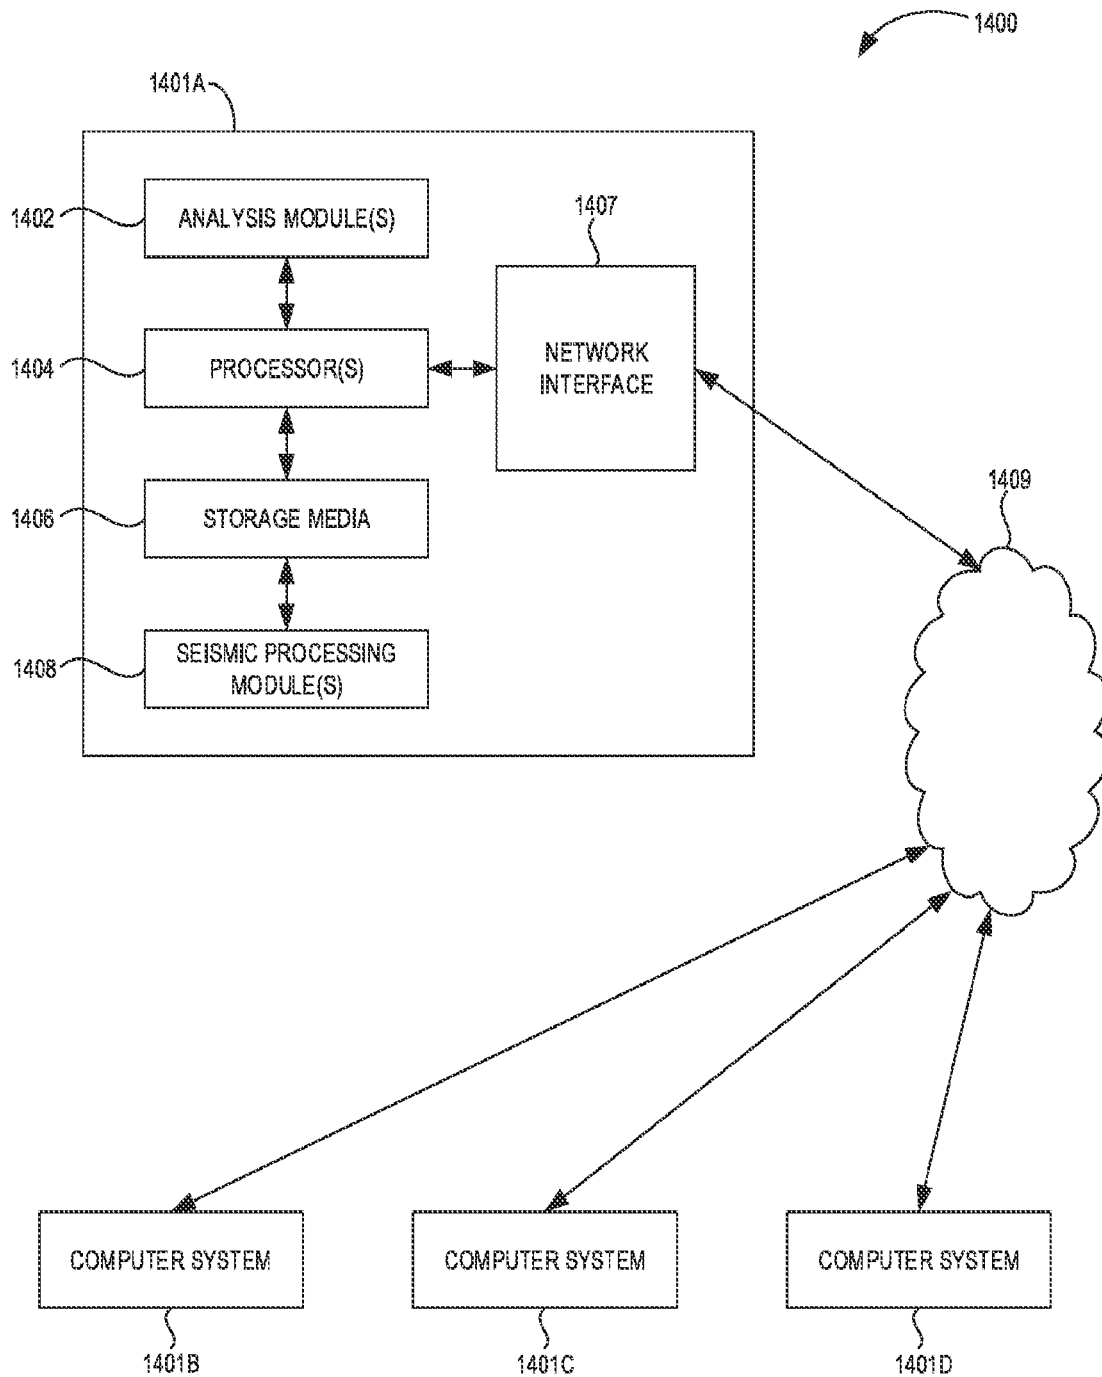 1400
1401A
1402
ANALYSIS MODULE(S)
1407
1404
PROCESSOR(S)
NETWORK
INTERFACE
1406
STORAGE MEDIA
1409
1408
SEISMIC PROCESSING
MODULE(S)
COMPUTER SYSTEM
COMPUTER SYSTEM
COMPUTER SYSTEM
1401B
1401C
1401D